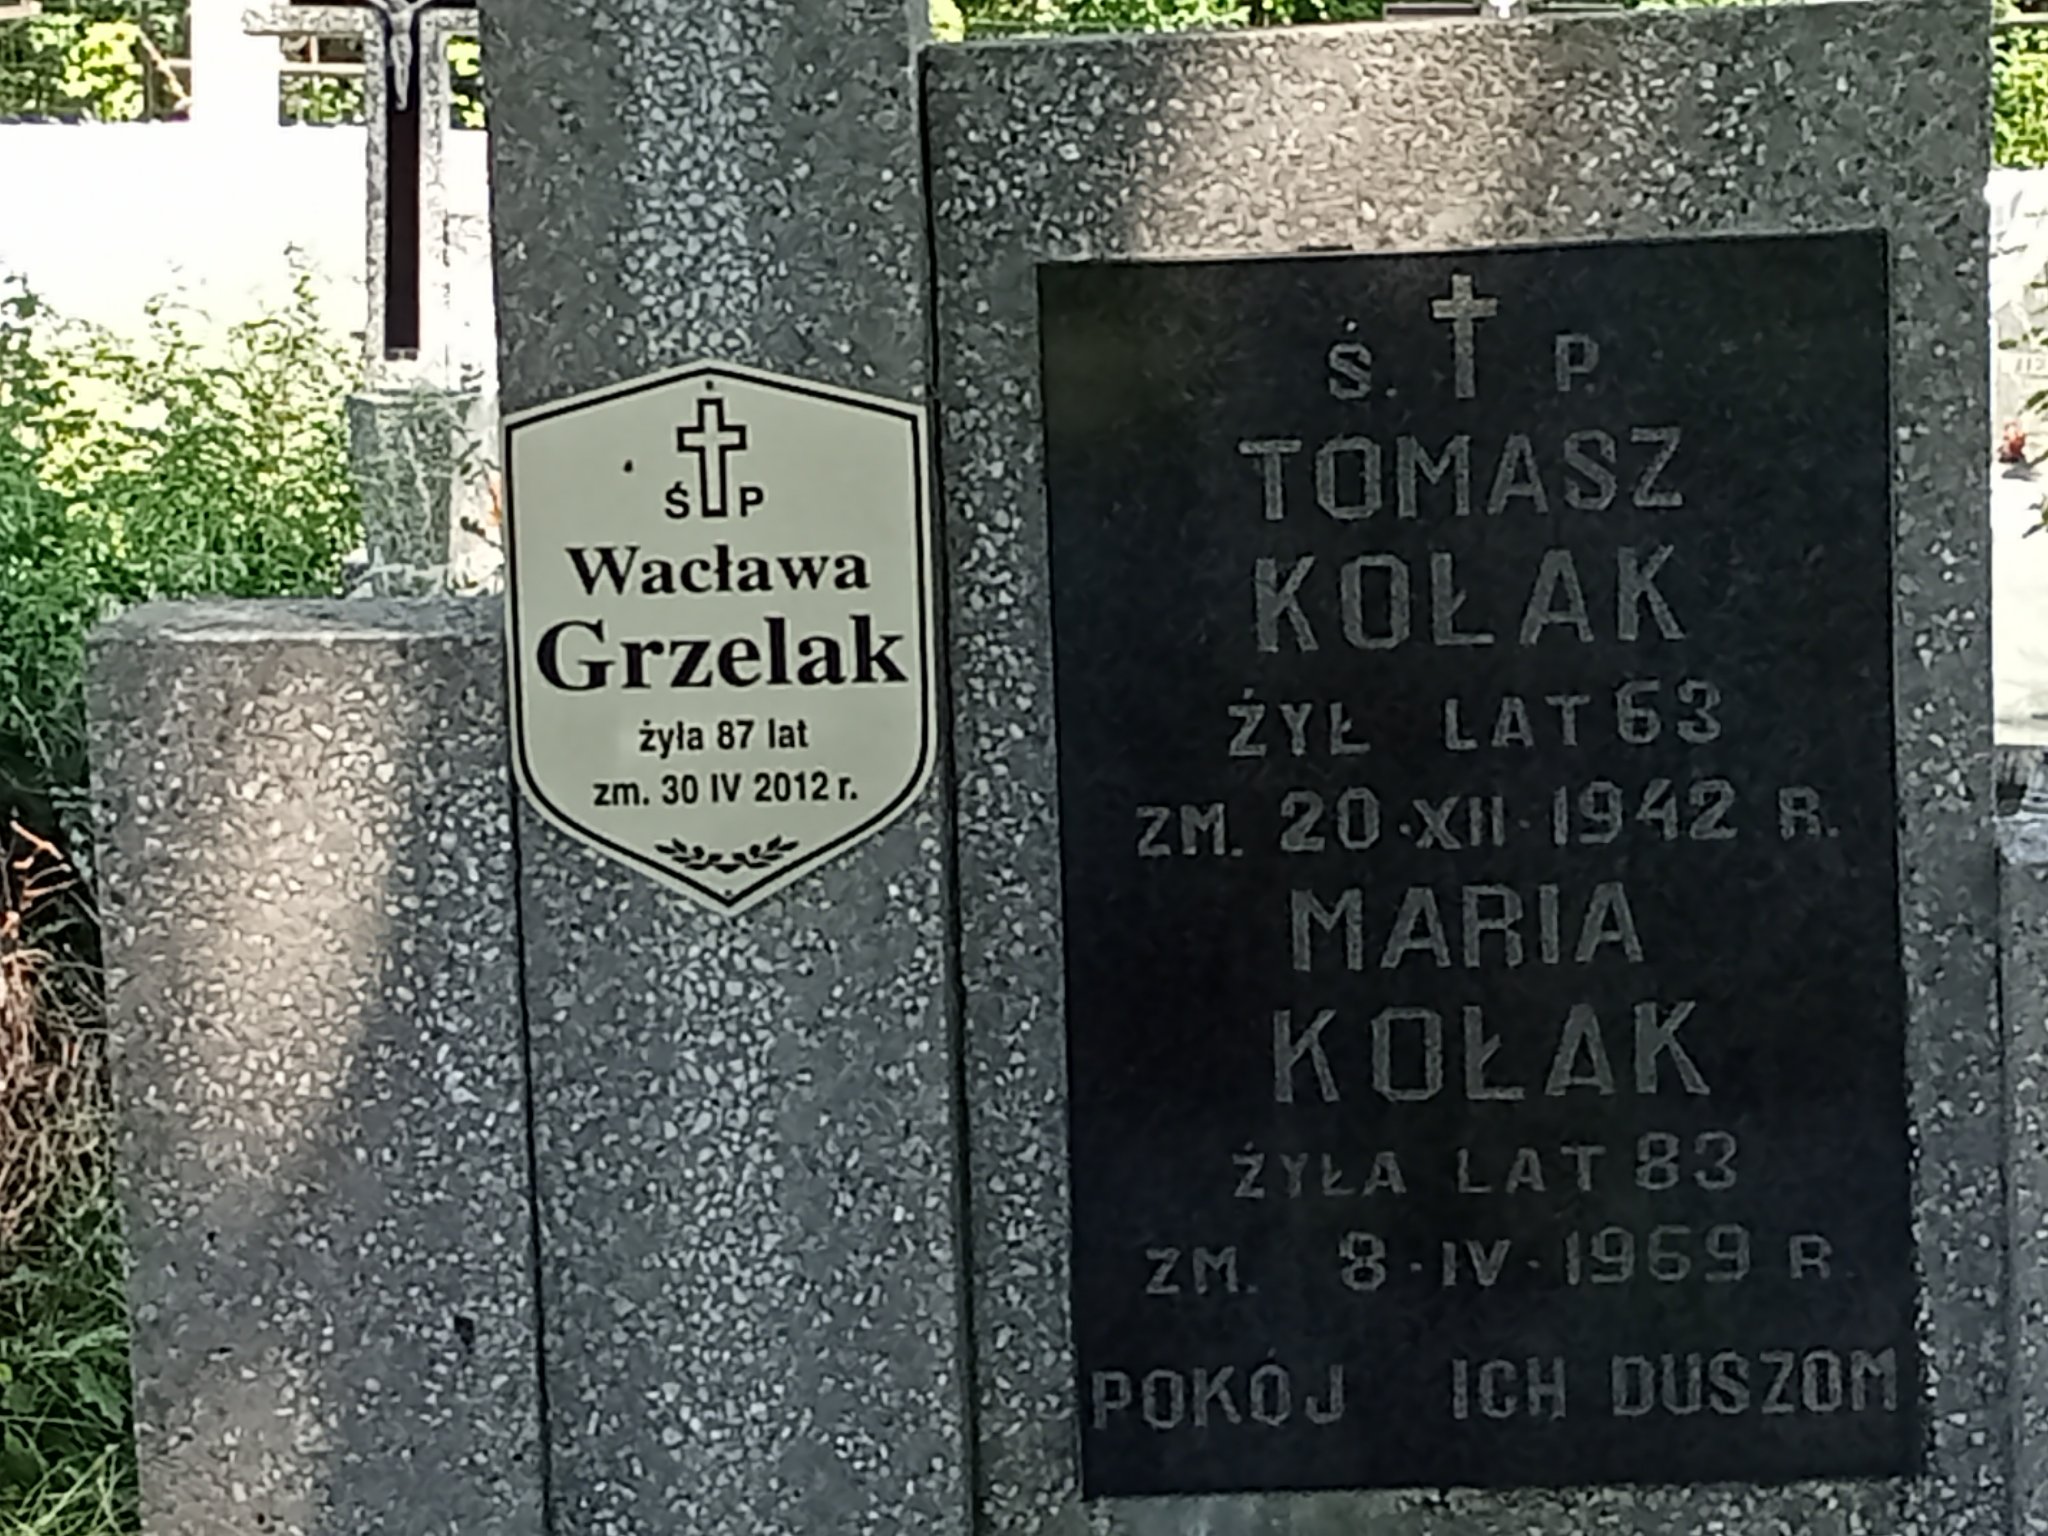 Ś P
Wacława
Grzelak
żyła 87 lat
zm. 30 IV 2012 r.
Ś. P.
TOMASZ
KOŁAK
ŻYŁ LAT 63
ZM. 20·XII·1942 R.
MARIA
KOŁAK
ŻYŁA LAT 83
ZM. 8·IV·1969 R.
POKÓJ ICH DUSZOM